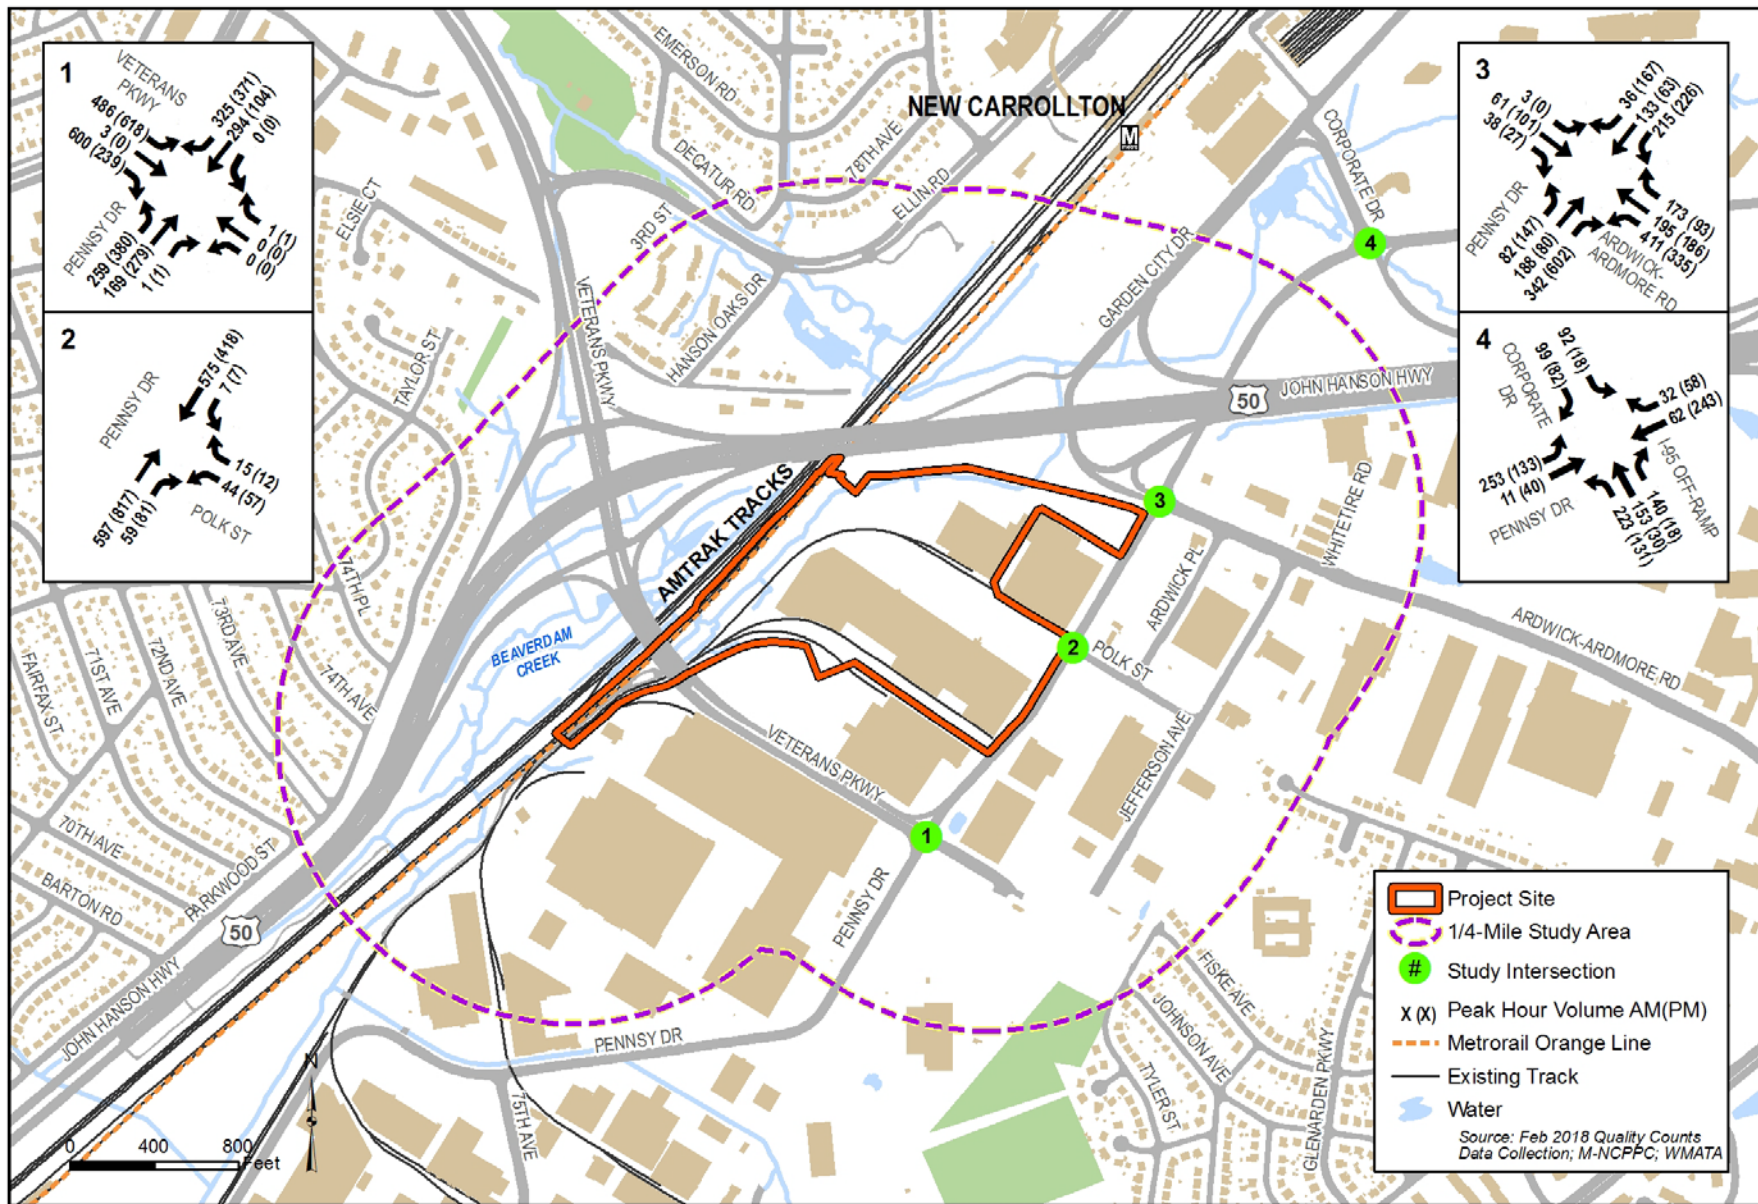 1
VETERANS
PKWY
486 (618)
3 (0)
600 (239)
325 (371)
294 (104)
0 (0)
PENNSY DR
259 (380)
169 (279)
1 (1)
1 (1)
0 (0)
0 (0)
2
PENNSY DR
575 (418)
7 (7)
15 (12)
44 (57)
POLK ST
597 (817)
59 (81)
3
3 (0)
61 (101)
38 (27)
36 (167)
133 (63)
215 (226)
PENNSY DR
82 (147)
188 (80)
342 (602)
173 (93)
195 (186)
411 (335)
ARDWICK-
ARDMORE RD
4
CORPORATE
DR
92 (18)
99 (82)
32 (58)
62 (243)
I-95 OFF-RAMP
253 (133)
11 (40)
PENNSY DR
140 (18)
153 (30)
223 (131)
NEW CARROLLTON
M
EMERSON RD
DECATUR RD
78TH AVE
ELLIN RD
3RD ST
ELSIE CT
HANSON OAKS DR
VETERANS PKWY
TAYLOR ST
CORPORATE DR
4
GARDEN CITY DR
JOHN HANSON HWY
50
AMTRAK TRACKS
3
WHITETIRE RD
ARDWICK PL
ARDWICK-ARDMORE RD
2
POLK ST
JEFFERSON AVE
BEAVERDAM
CREEK
74TH PL
74TH AVE
73RD AVE
72ND AVE
71ST AVE
FAIRFAX ST
70TH AVE
BARTON RD
PARKWOOD ST
50
JOHN HANSON HWY
VETERANS PKWY
1
PENNSY DR
PENNSY DR
75TH AVE
FISKE AVE
JOHNSON AVE
TYLER ST
GLENARDEN PKWY
N
0 400 800
Feet
Project Site
1/4-Mile Study Area
# Study Intersection
X (X) Peak Hour Volume AM(PM)
Metrorail Orange Line
Existing Track
Water
Source: Feb 2018 Quality Counts
Data Collection; M-NCPPC; WMATA